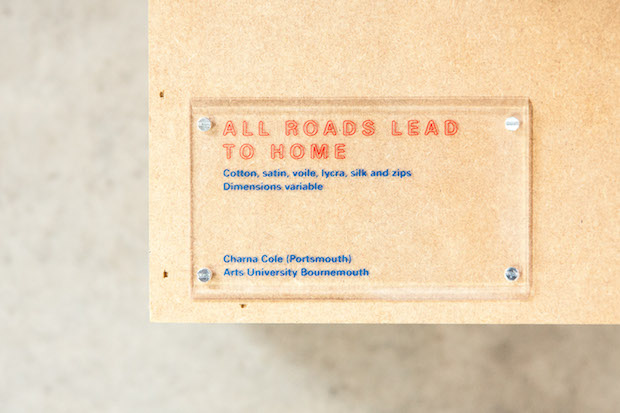 ALL ROADS LEAD
TO HOME
Cotton, satin, voile, lycra, silk and zips
Dimensions variable
Charna Cole (Portsmouth)
Arts University Bournemouth